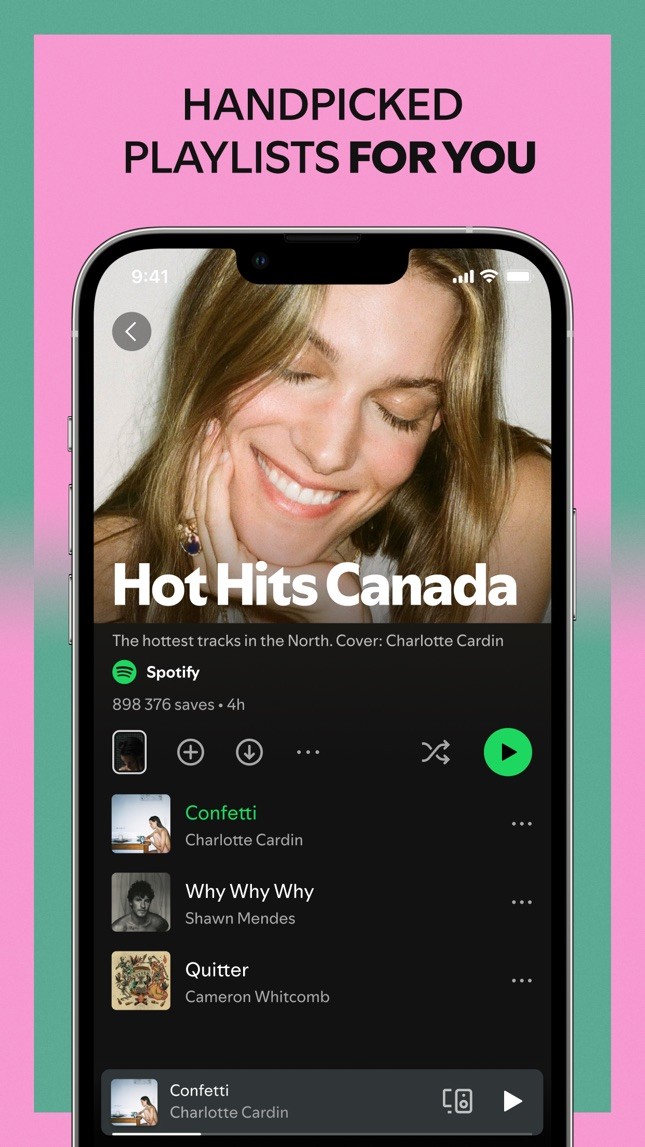 HANDPICKED
PLAYLISTS FOR YOU
9:41
Hot Hits Canada
The hottest tracks in the North. Cover: Charlotte Cardin
Spotify
898 376 saves • 4h
Confetti
Charlotte Cardin
Why Why Why
Shawn Mendes
Quitter
Cameron Whitcomb
Confetti
Charlotte Cardin